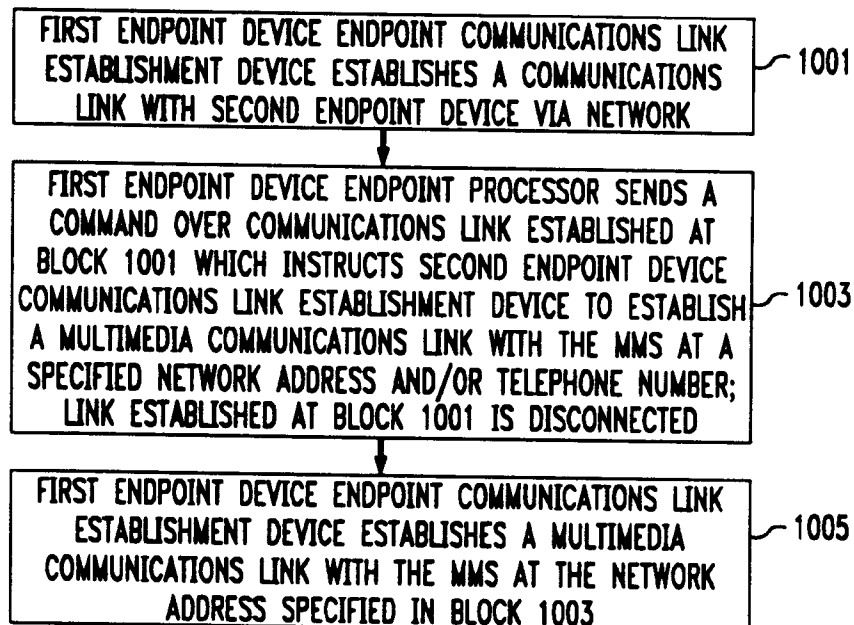 FIRST ENDPOINT DEVICE ENDPOINT COMMUNICATIONS LINK
ESTABLISHMENT DEVICE ESTABLISHES A COMMUNICATIONS
LINK WITH SECOND ENDPOINT DEVICE VIA NETWORK
1001
FIRST ENDPOINT DEVICE ENDPOINT PROCESSOR SENDS A
COMMAND OVER COMMUNICATIONS LINK ESTABLISHED AT
BLOCK 1001 WHICH INSTRUCTS SECOND ENDPOINT DEVICE
COMMUNICATIONS LINK ESTABLISHMENT DEVICE TO ESTABLISH
A MULTIMEDIA COMMUNICATIONS LINK WITH THE MMS AT A
SPECIFIED NETWORK ADDRESS AND/OR TELEPHONE NUMBER;
LINK ESTABLISHED AT BLOCK 1001 IS DISCONNECTED
1003
FIRST ENDPOINT DEVICE ENDPOINT COMMUNICATIONS LINK
ESTABLISHMENT DEVICE ESTABLISHES A MULTIMEDIA
COMMUNICATIONS LINK WITH THE MMS AT THE NETWORK
ADDRESS SPECIFIED IN BLOCK 1003
1005